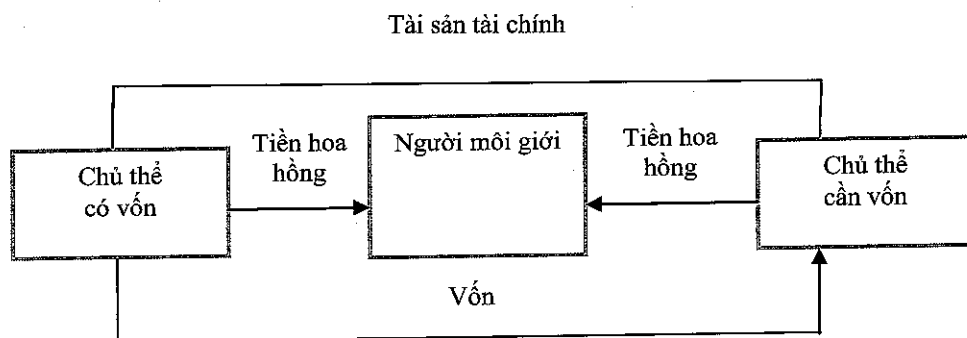 Tài sản tài chính
Chủ thể
có vốn
Tiền hoa
hồng
Người môi giới
Tiền hoa
hồng
Chủ thể
cần vốn
Vốn